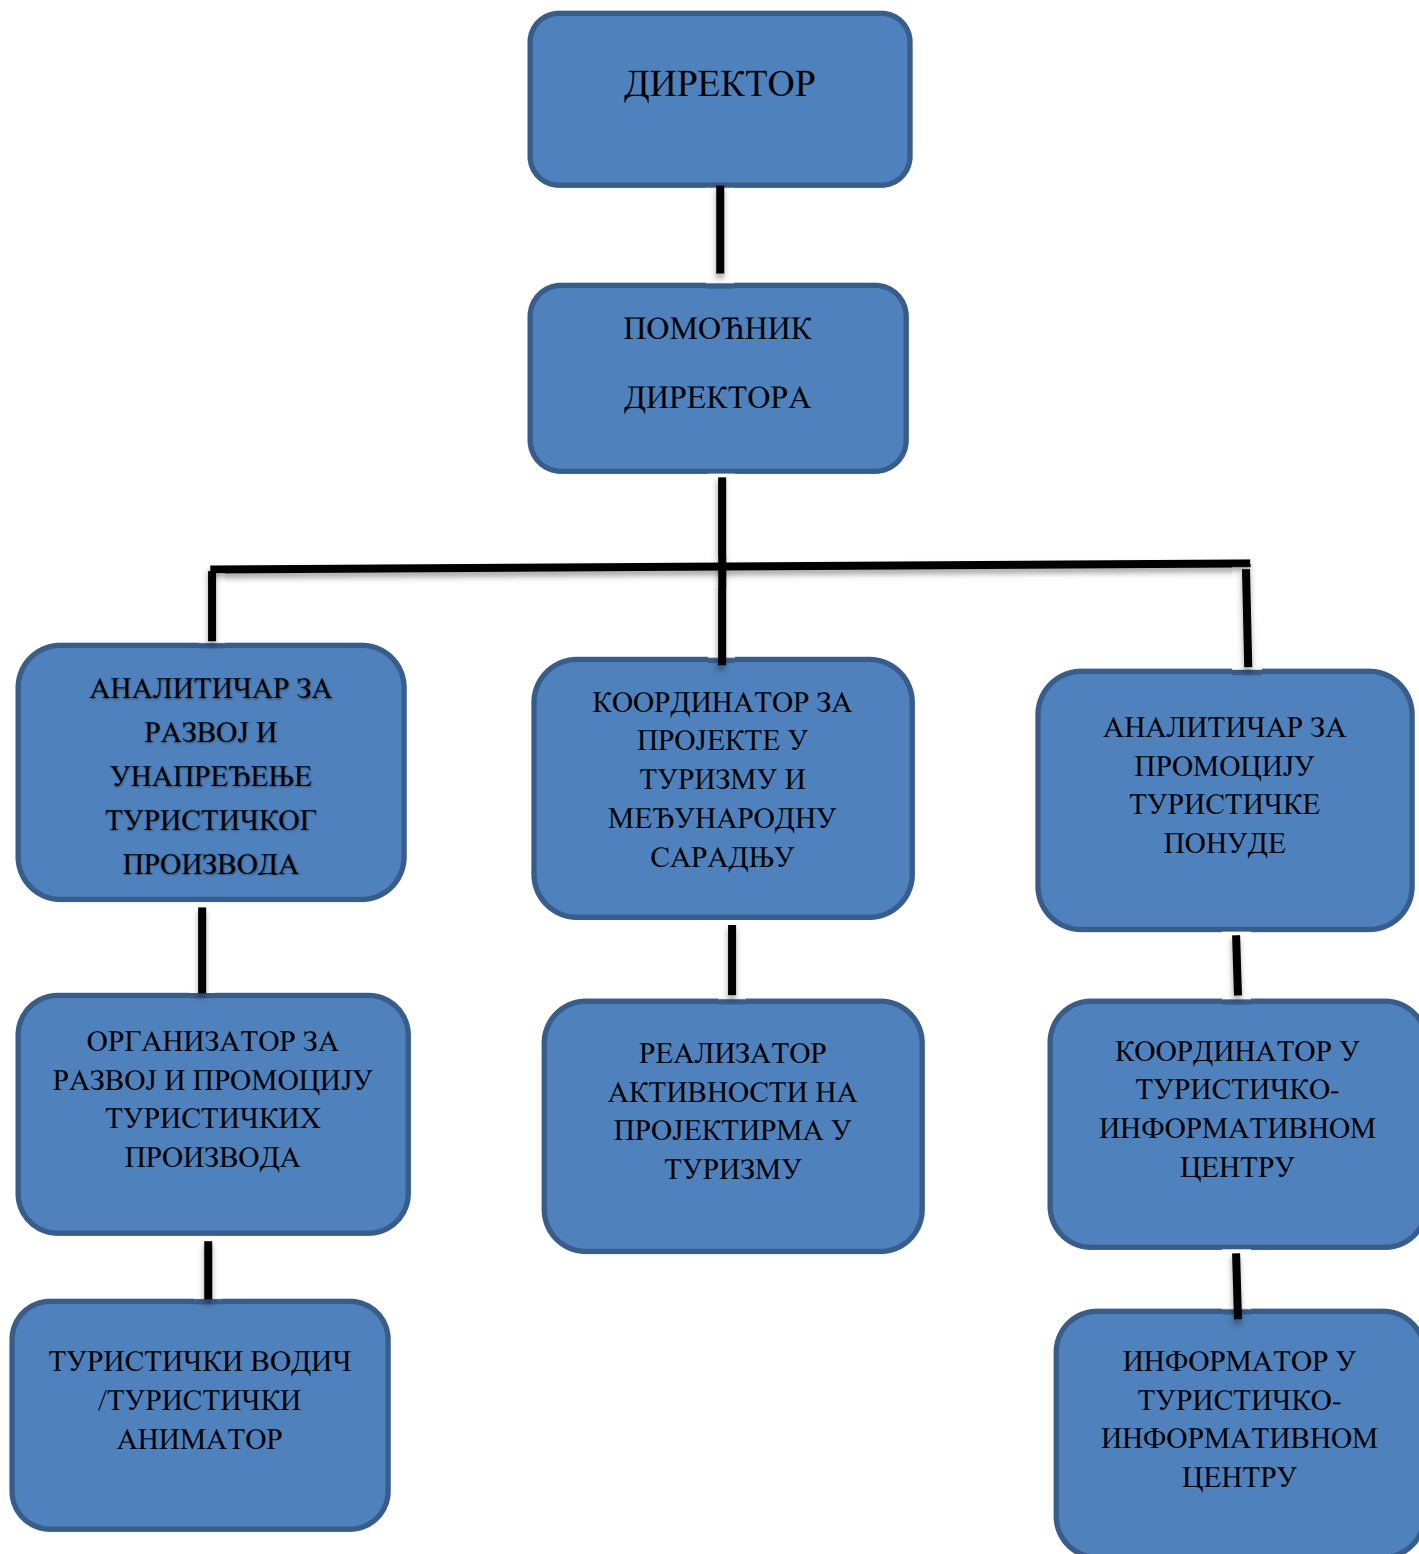 ДИРЕКТОР
ПОМОЋНИК
ДИРЕКТОРА
АНАЛИТИЧАР ЗА
РАЗВОЈ И
УНАПРЕЂЕЊЕ
ТУРИСТИЧКОГ
ПРОИЗВОДА
КООРДИНАТОР ЗА
ПРОЈЕКТЕ У
ТУРИЗМУ И
МЕЂУНАРОДНУ
САРАДЊУ
АНАЛИТИЧАР ЗА
ПРОМОЦИЈУ
ТУРИСТИЧКЕ
ПОНУДЕ
ОРГАНИЗАТОР ЗА
РАЗВОЈ И ПРОМОЦИЈУ
ТУРИСТИЧКИХ
ПРОИЗВОДА
РЕАЛИЗАТОР
АКТИВНОСТИ НА
ПРОЈЕКТИРМА У
ТУРИЗМУ
КООРДИНАТОР У
ТУРИСТИЧКО-
ИНФОРМАТИВНОМ
ЦЕНТРУ
ТУРИСТИЧКИ ВОДИЧ
/ТУРИСТИЧКИ
АНИМАТОР
ИНФОРМАТОР У
ТУРИСТИЧКО-
ИНФОРМАТИВНОМ
ЦЕНТРУ